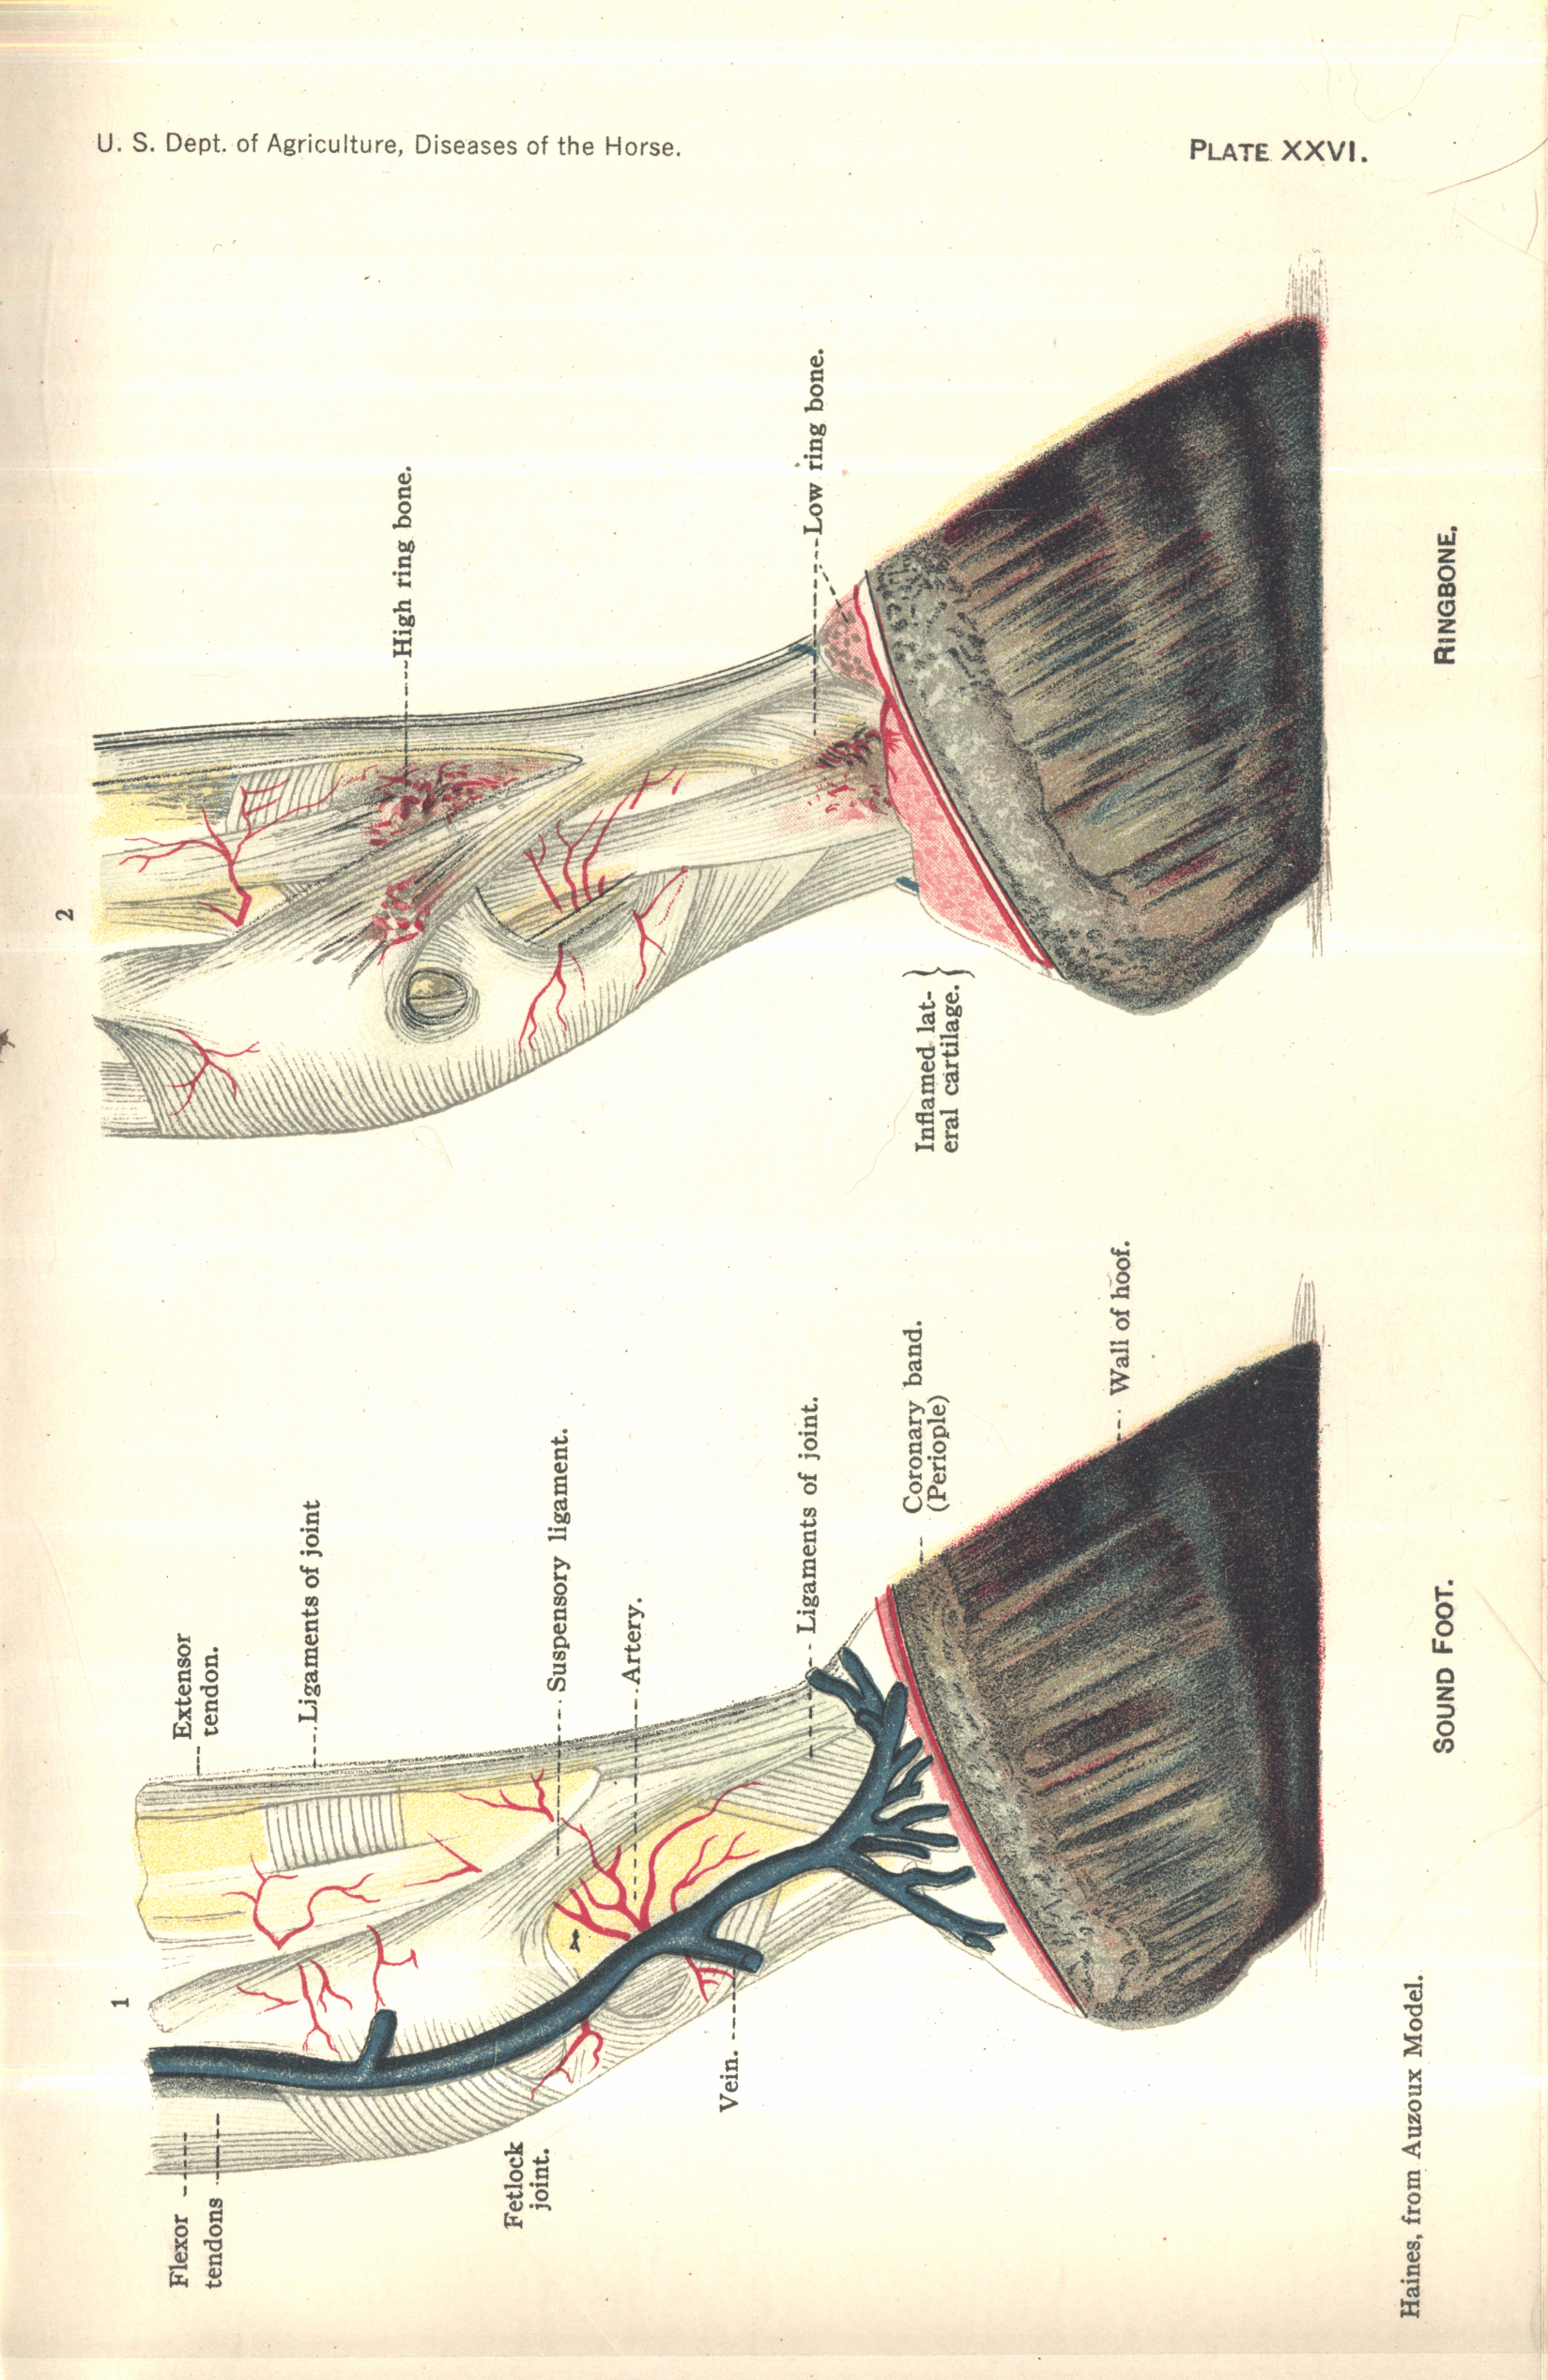 U. S. Dept. of Agriculture, Diseases of the Horse.
PLATE XXVI.
1
Flexor
tendons
Extensor
tendon.
Ligaments of joint
Fetlock
joint.
Suspensory ligament.
Artery.
Vein.
Ligaments of joint.
Coronary band.
(Periople)
Wall of hoof.
Haines, from Auzoux Model.
SOUND FOOT.
2
High ring bone.
Low ring bone.
Inflamed lat-
eral cartilage.
RINGBONE.